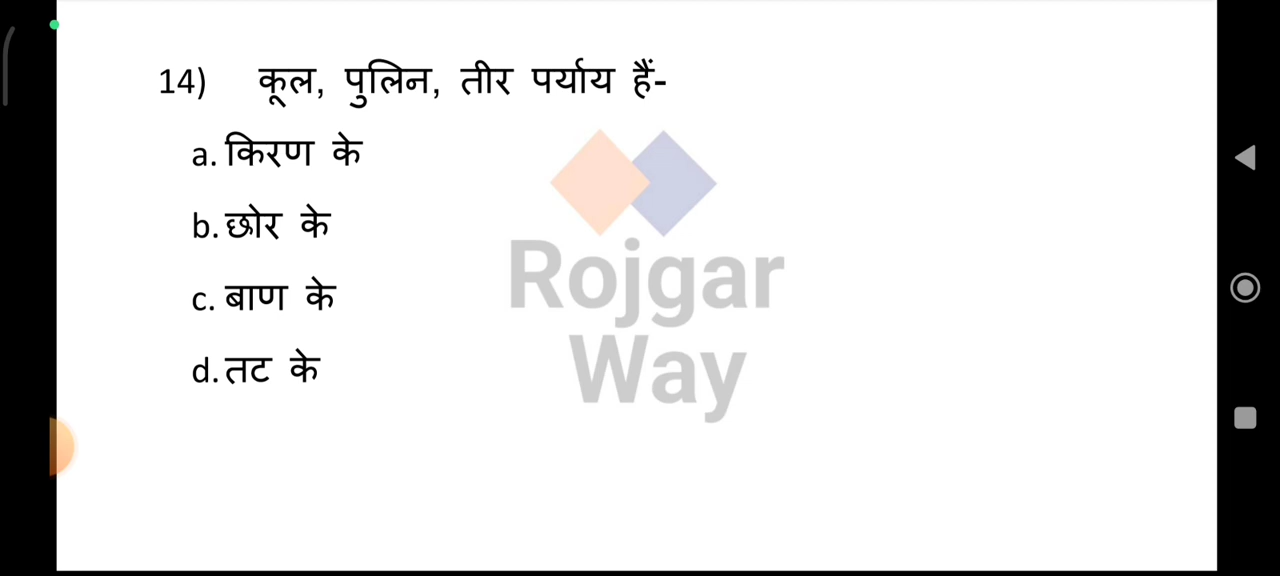 14) कूल, पुलिन, तीर पर्याय हैं-
a. किरण के
b. छोर के
c. बाण के
d. तट के
Rojgar
Way